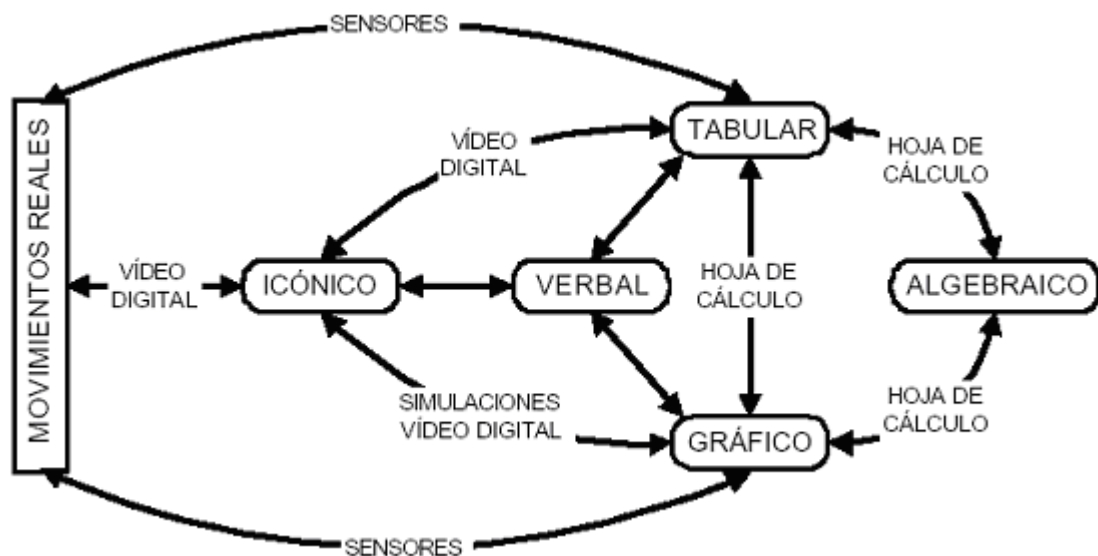 SENSORES
MOVIMIENTOS REALES
TABULAR
VÍDEO
DIGITAL
HOJA DE
CÁLCULO
VÍDEO
DIGITAL
ICÓNICO
VERBAL
HOJA DE
CÁLCULO
ALGEBRAICO
SIMULACIONES
VÍDEO DIGITAL
HOJA DE
CÁLCULO
GRÁFICO
SENSORES